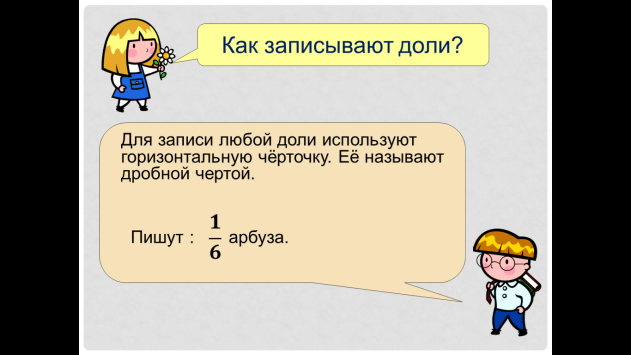 Как записывают доли?
Для записи любой доли используют
горизонтальную чёрточку. Её называют
дробной чертой.
Пишут : 1/6 арбуза.